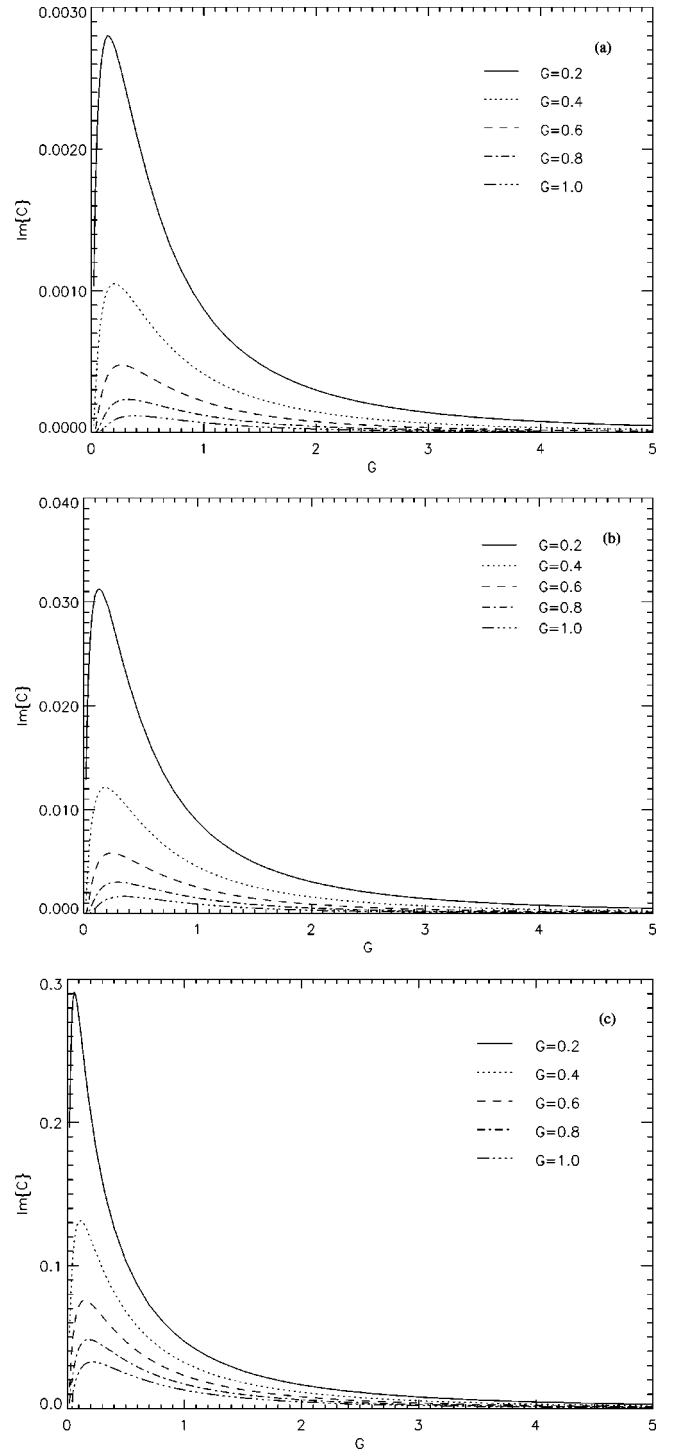 0.0030
(a)
G=0.2
G=0.4
0.0020
G=0.6
G=0.8
G=1.0
Im{C}
0.0010
0.0000
0 1 2 3 4 5
G
0.040
(b)
G=0.2
G=0.4
0.030
G=0.6
G=0.8
G=1.0
Im{C}
0.020
0.010
0.000
0 1 2 3 4 5
G
0.3
(c)
G=0.2
G=0.4
G=0.6
0.2
G=0.8
G=1.0
Im{C}
0.1
0.0
0 1 2 3 4 5
G